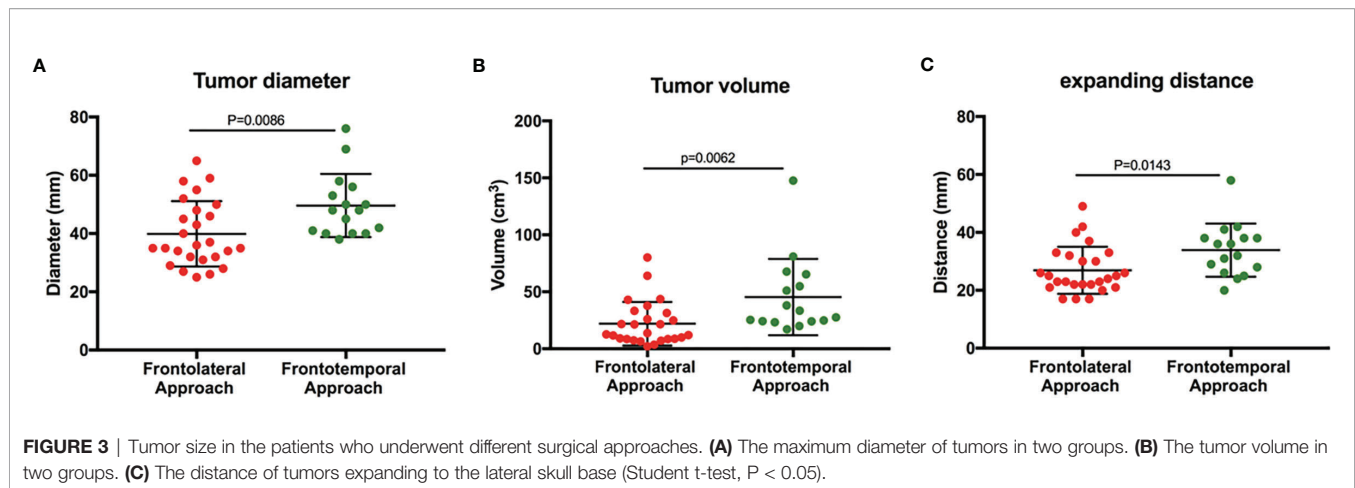 A
Tumor diameter
P=0.0086
80
60
40
20
0
Diameter (mm)
Frontolateral Approach
Frontotemporal Approach
B
Tumor volume
p=0.0062
200
150
100
50
0
Volume (cm³)
Frontolateral Approach
Frontotemporal Approach
C
expanding distance
P=0.0143
80
60
40
20
0
Distance (mm)
Frontolateral Approach
Frontotemporal Approach
FIGURE 3 | Tumor size in the patients who underwent different surgical approaches. (A) The maximum diameter of tumors in two groups. (B) The tumor volume in
two groups. (C) The distance of tumors expanding to the lateral skull base (Student t-test, P < 0.05).